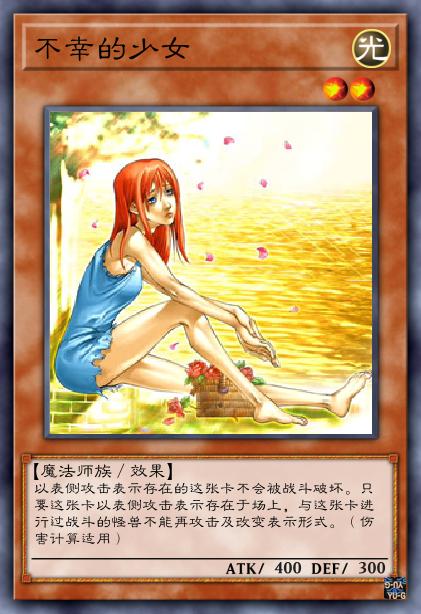 不幸的少女
光
【魔法师族／效果】
以表侧攻击表示存在的这张卡不会被战斗破坏。只
要这张卡以表侧攻击表示存在于场上，与这张卡进
行过战斗的怪兽不能再攻击及改变表示形式。（伤
害计算适用）
ATK/ 400 DEF/ 300
YU-G
YU-G